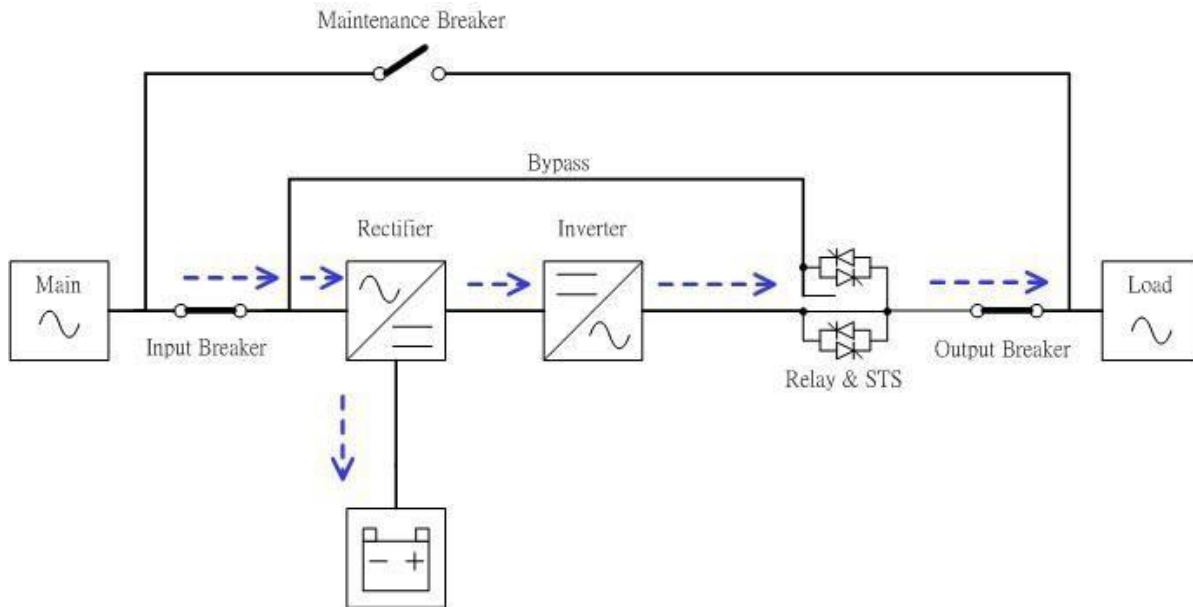 Maintenance Breaker
Bypass
Rectifier
Inverter
Main
Load
Input Breaker
Output Breaker
Relay & STS
− +